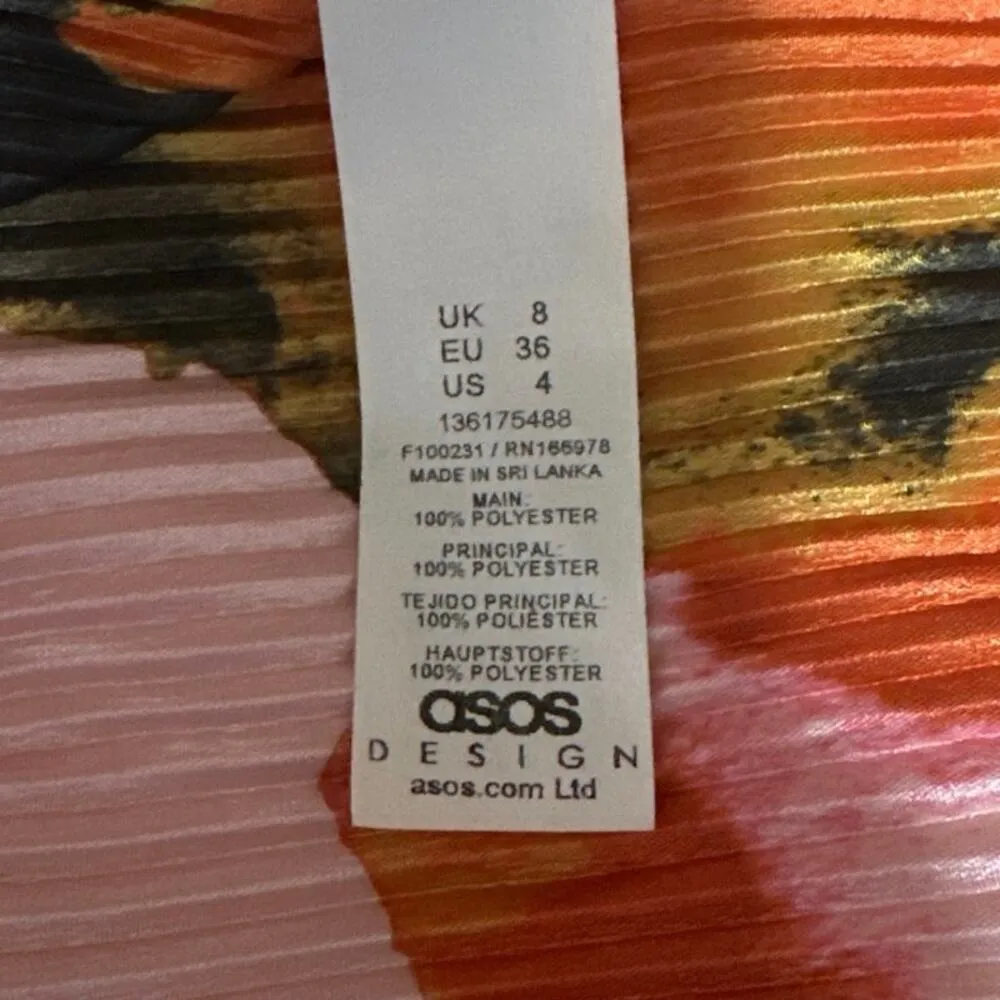 UK 8
EU 36
US 4
136175488
F100231 / RN166978
MADE IN SRI LANKA
MAIN:
100% POLYESTER
PRINCIPAL:
100% POLYESTER
TEJIDO PRINCIPAL:
100% POLIÉSTER
HAUPTSTOFF:
100% POLYESTER
asos
DESIGN
asos.com Ltd